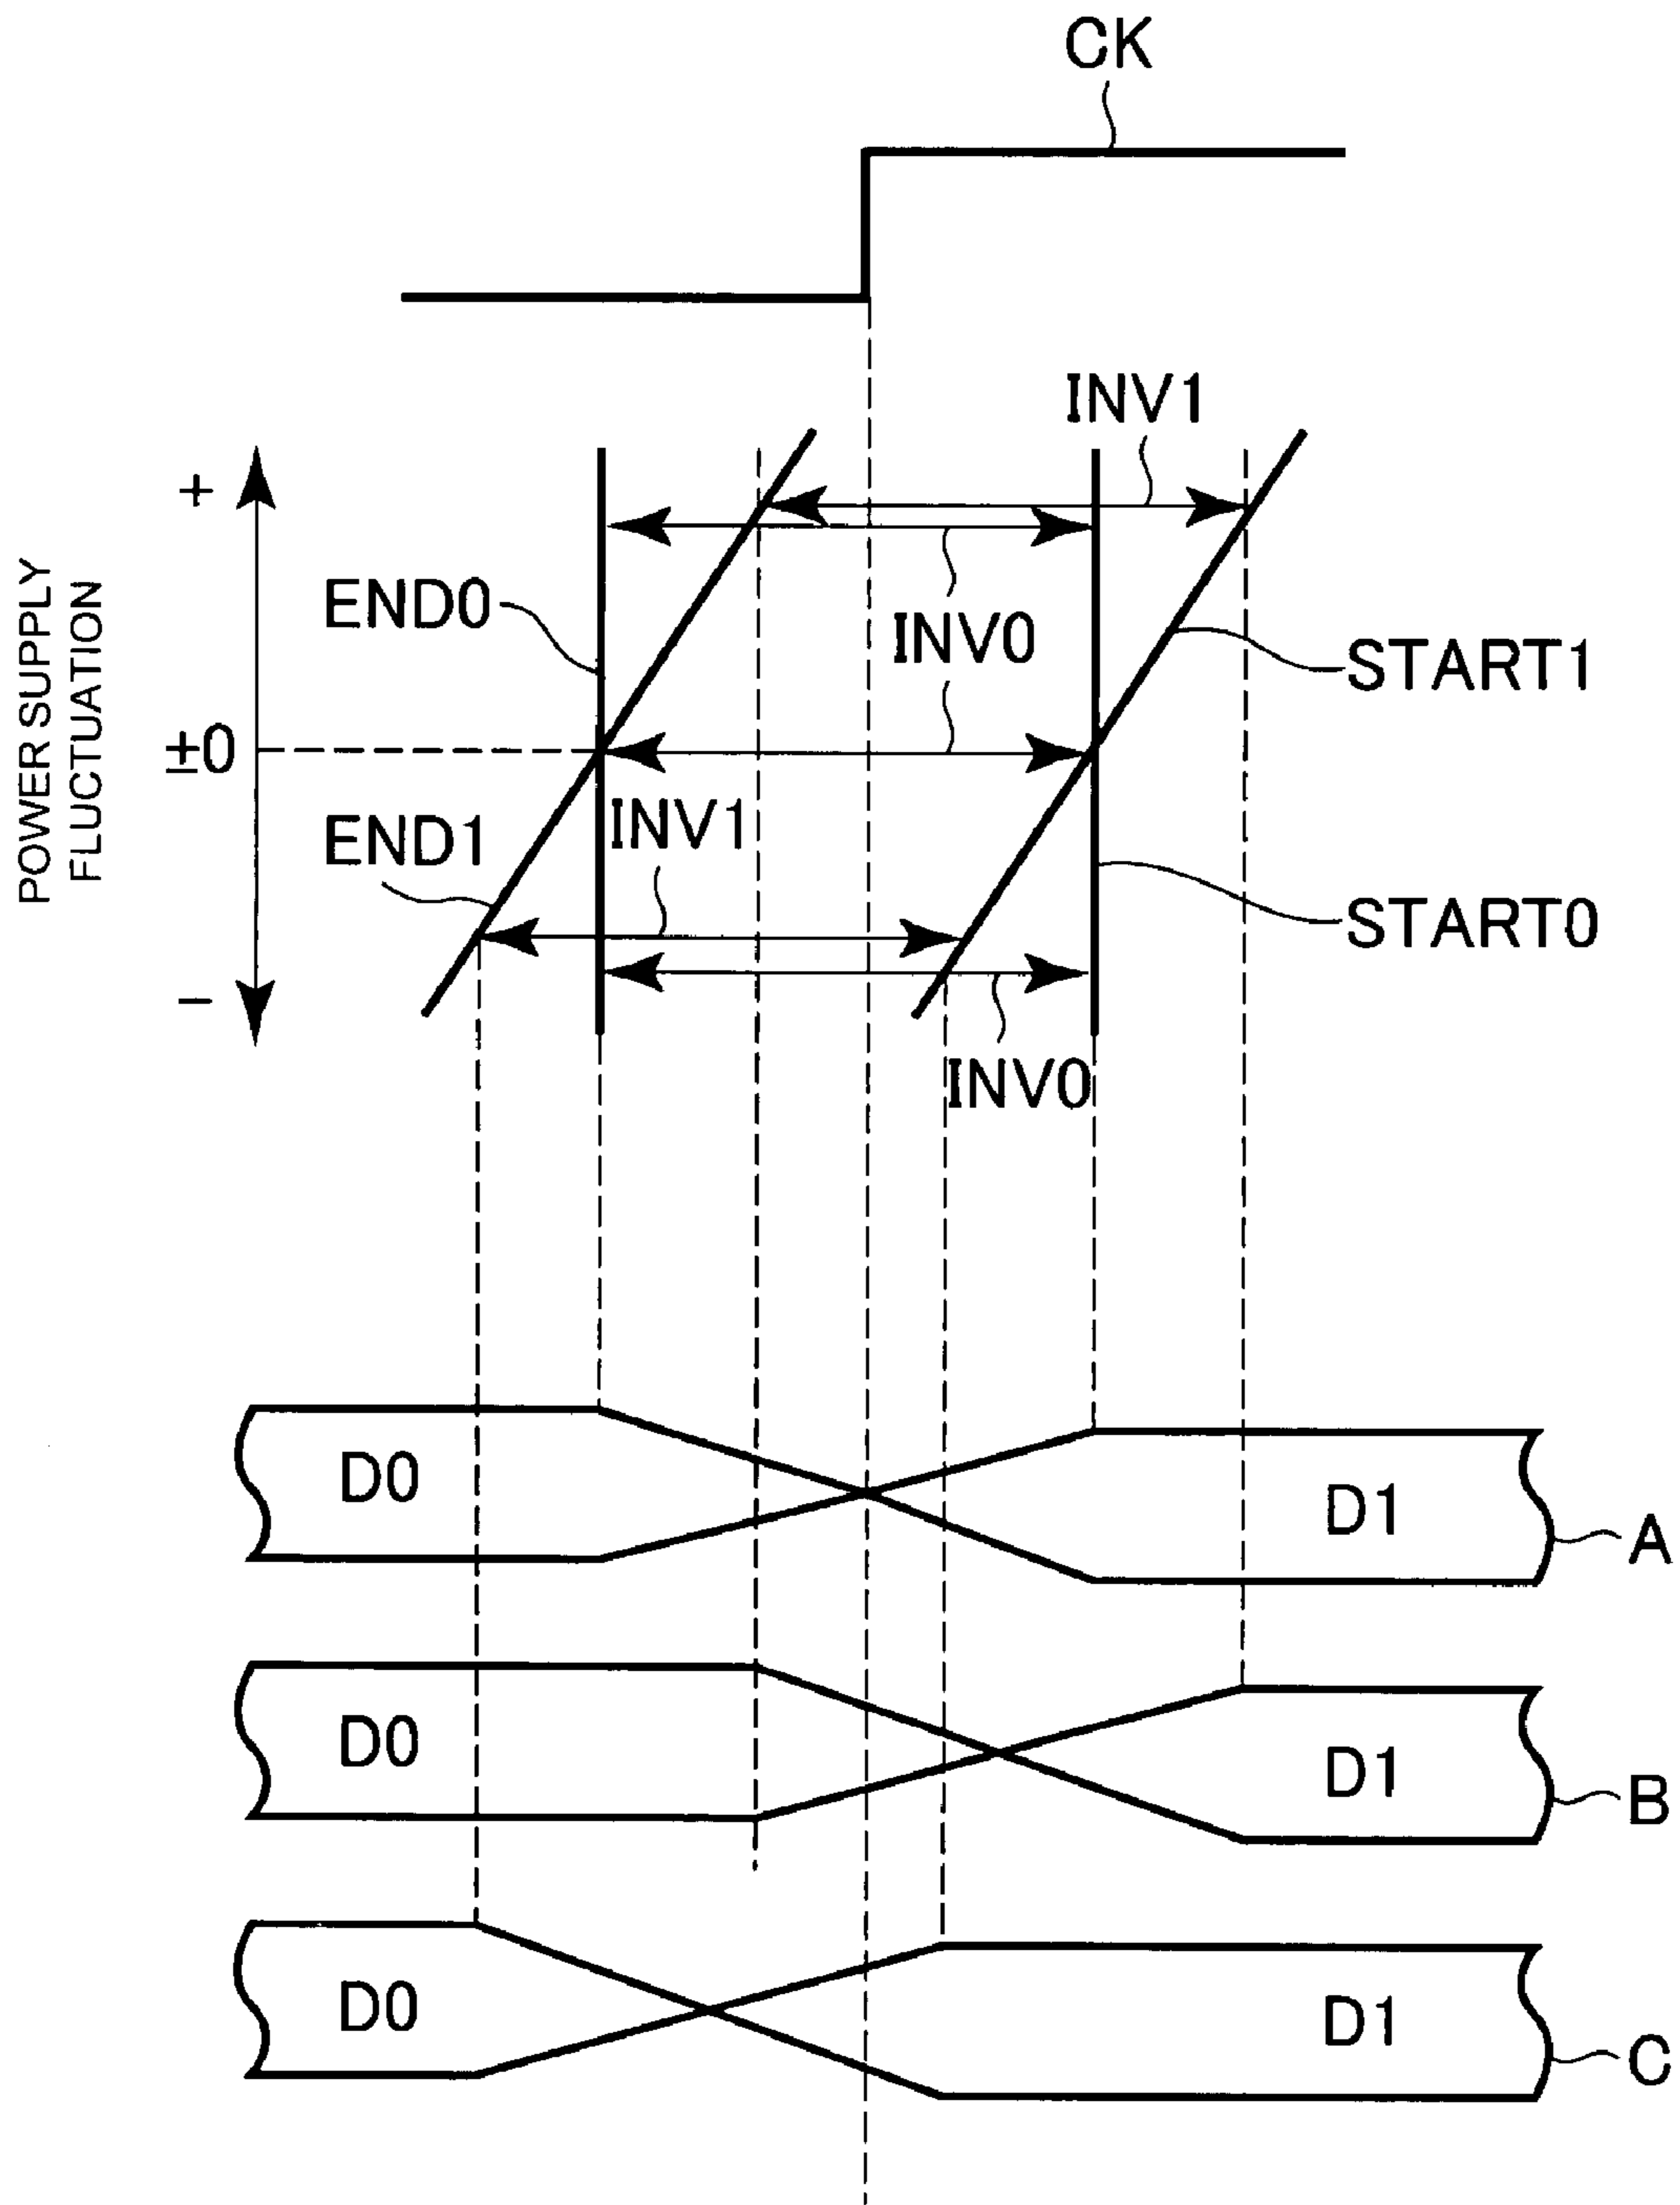 CK
INV1
+
END0
INV0
START1
POWER SUPPLY
FLUCTUATION
±0
INV1
END1
START0
−
INV0
D0
D1
A
D0
D1
B
D0
D1
C